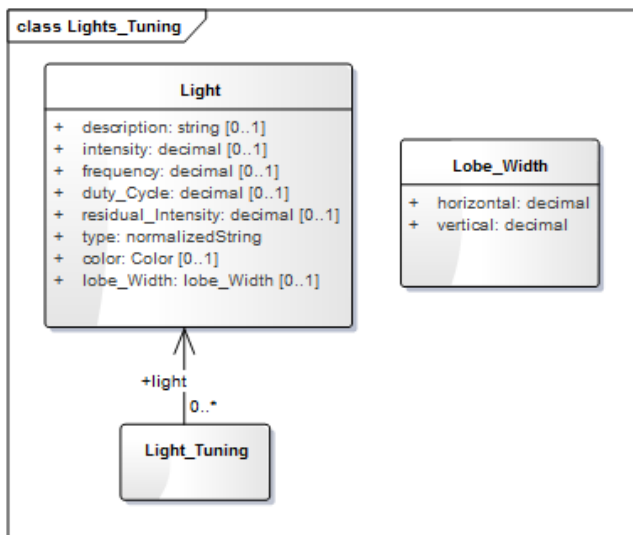 class Lights_Tuning
Light
+ description: string [0..1]
+ intensity: decimal [0..1]
+ frequency: decimal [0..1]
+ duty_Cycle: decimal [0..1]
+ residual_Intensity: decimal [0..1]
+ type: normalizedString
+ color: Color [0..1]
+ lobe_Width: lobe_Width [0..1]
Lobe_Width
+ horizontal: decimal
+ vertical: decimal
+light
0..*
Light_Tuning